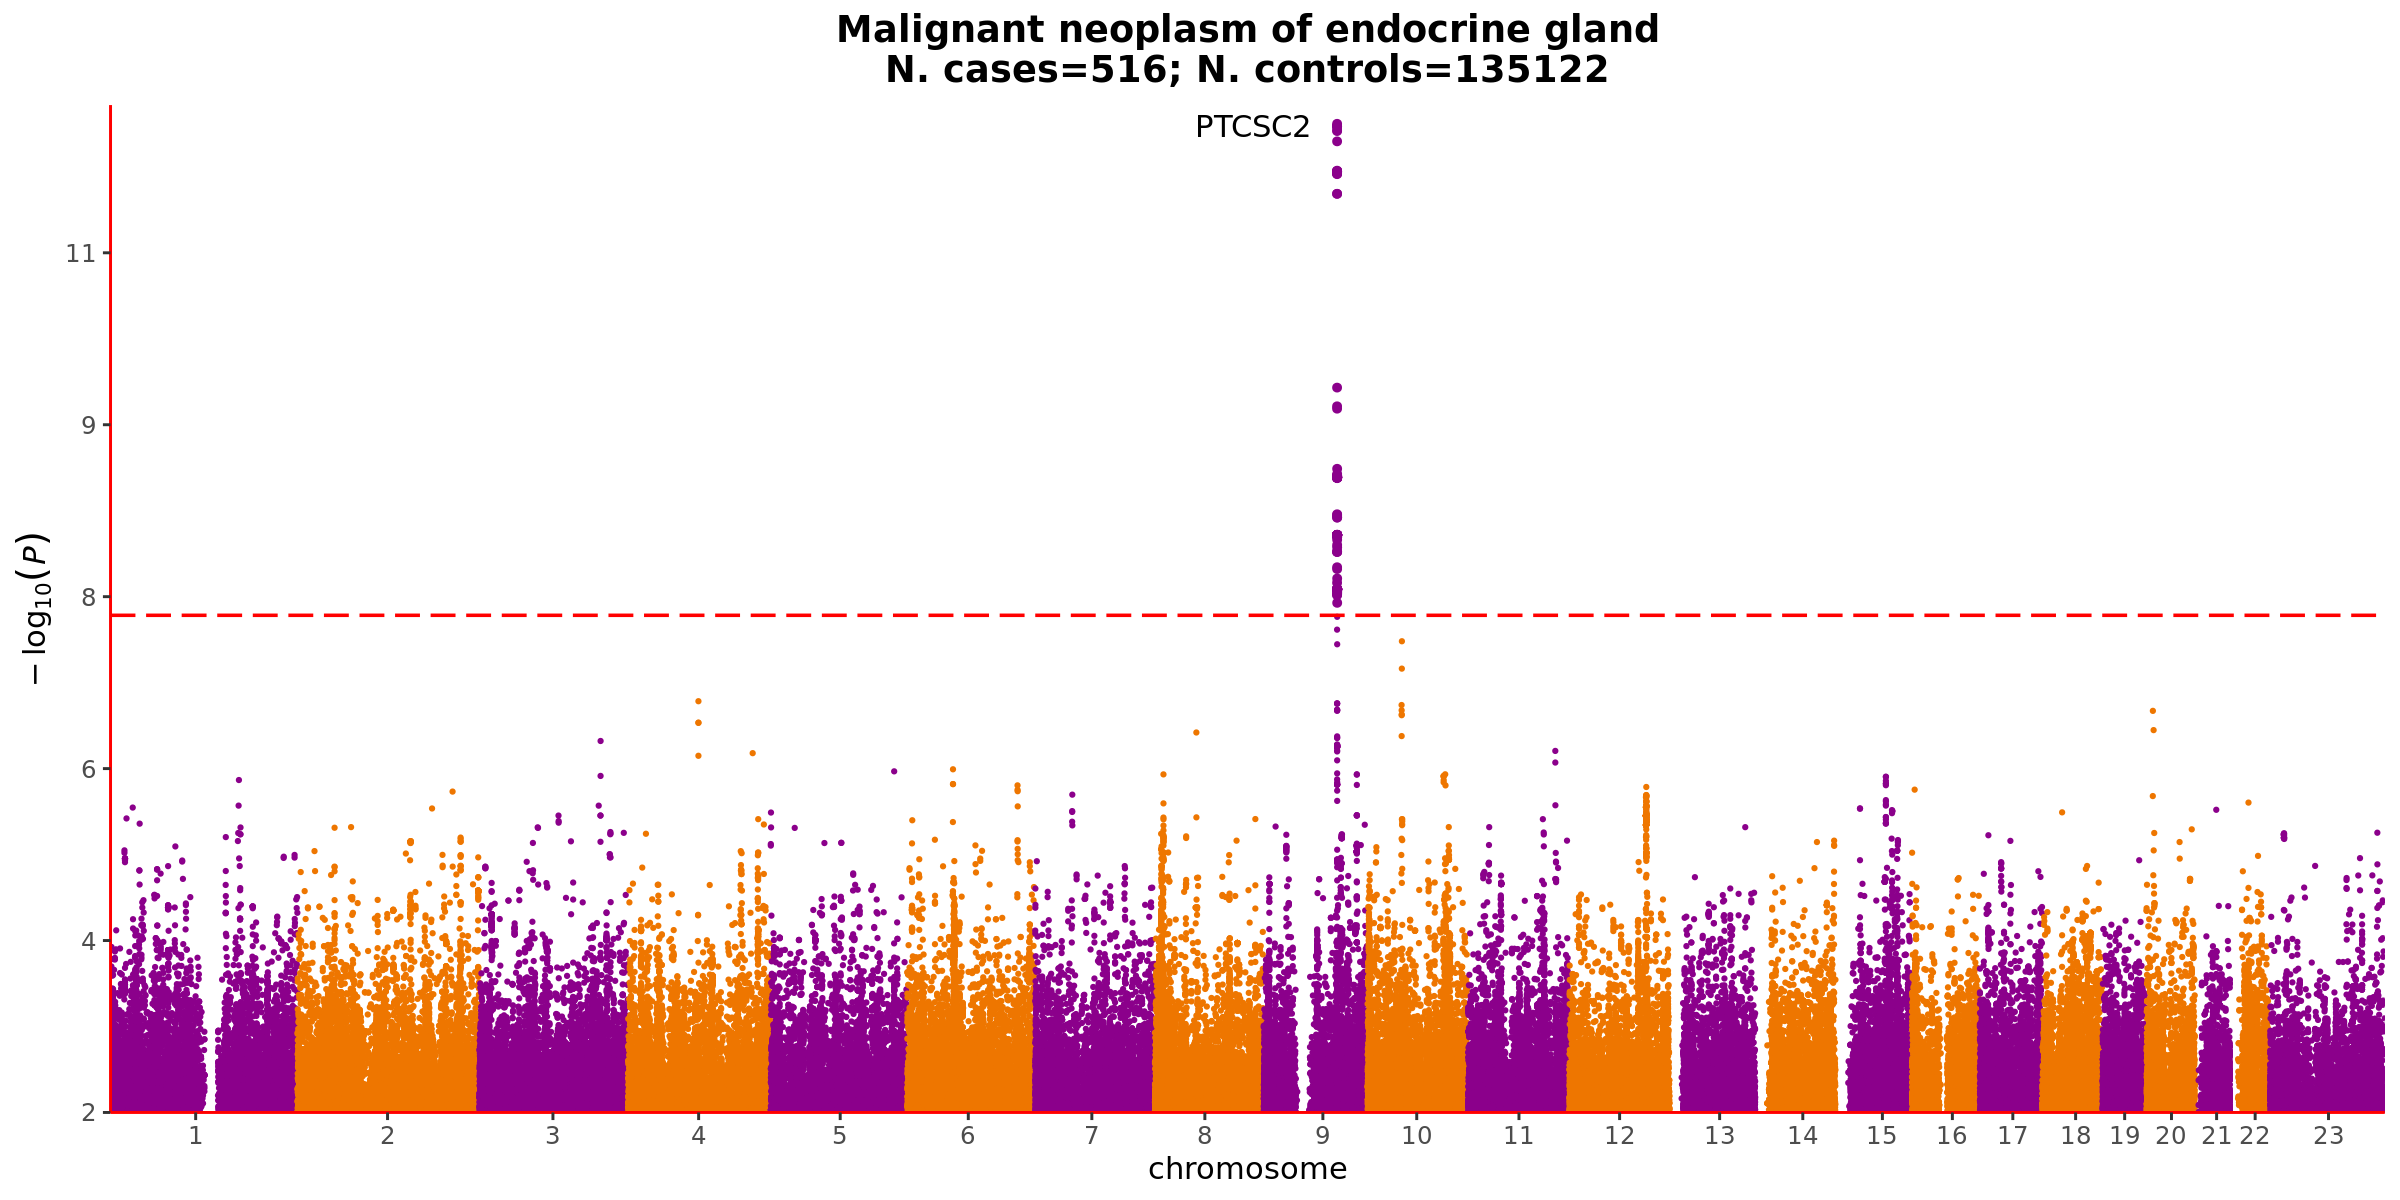 Malignant neoplasm of endocrine gland
N. cases=516; N. controls=135122
PTCSC2
11
9
8
6
4
2
−log10(P)
1 2 3 4 5 6 7 8 9 10 11 12 13 14 15 16 17 18 19 20 21 22 23
chromosome